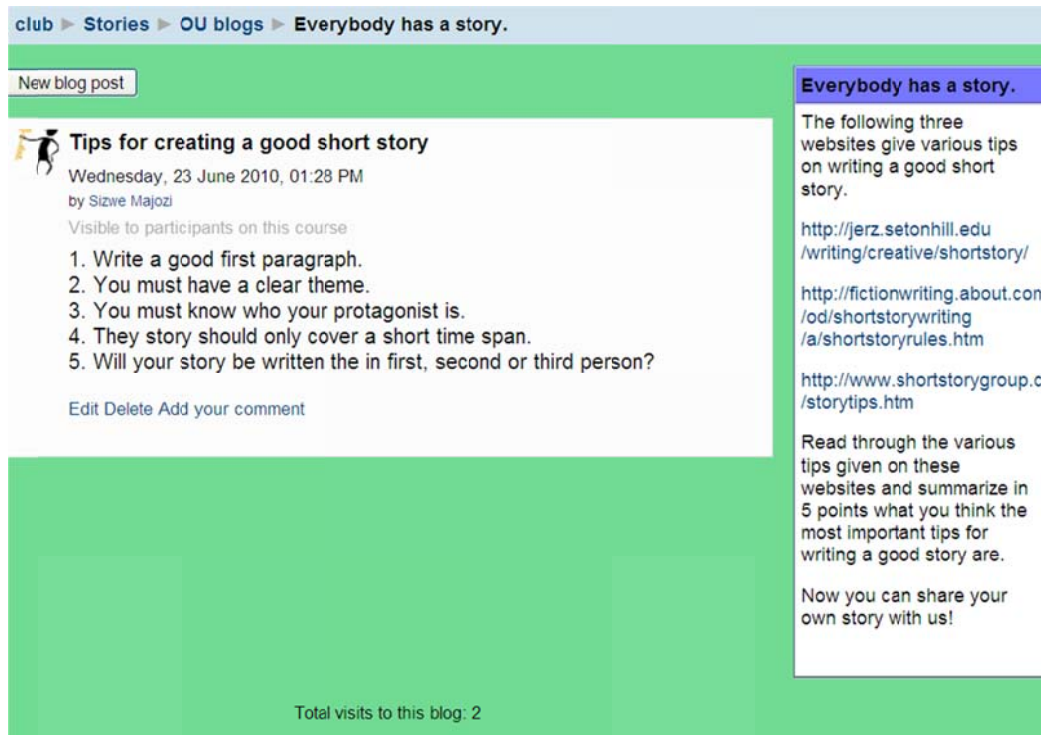 club ► Stories ► OU blogs ► Everybody has a story.
New blog post
Tips for creating a good short story
Wednesday, 23 June 2010, 01:28 PM
by Sizwe Majozi
Visible to participants on this course
1. Write a good first paragraph.
2. You must have a clear theme.
3. You must know who your protagonist is.
4. They story should only cover a short time span.
5. Will your story be written the in first, second or third person?
Edit Delete Add your comment
Total visits to this blog: 2
Everybody has a story.
The following three
websites give various tips
on writing a good short
story.
http://jerz.setonhill.edu
/writing/creative/shortstory/
http://fictionwriting.about.com
/od/shortstorywriting
/a/shortstoryrules.htm
http://www.shortstorygroup.c
/storytips.htm
Read through the various
tips given on these
websites and summarize in
5 points what you think the
most important tips for
writing a good story are.
Now you can share your
own story with us!